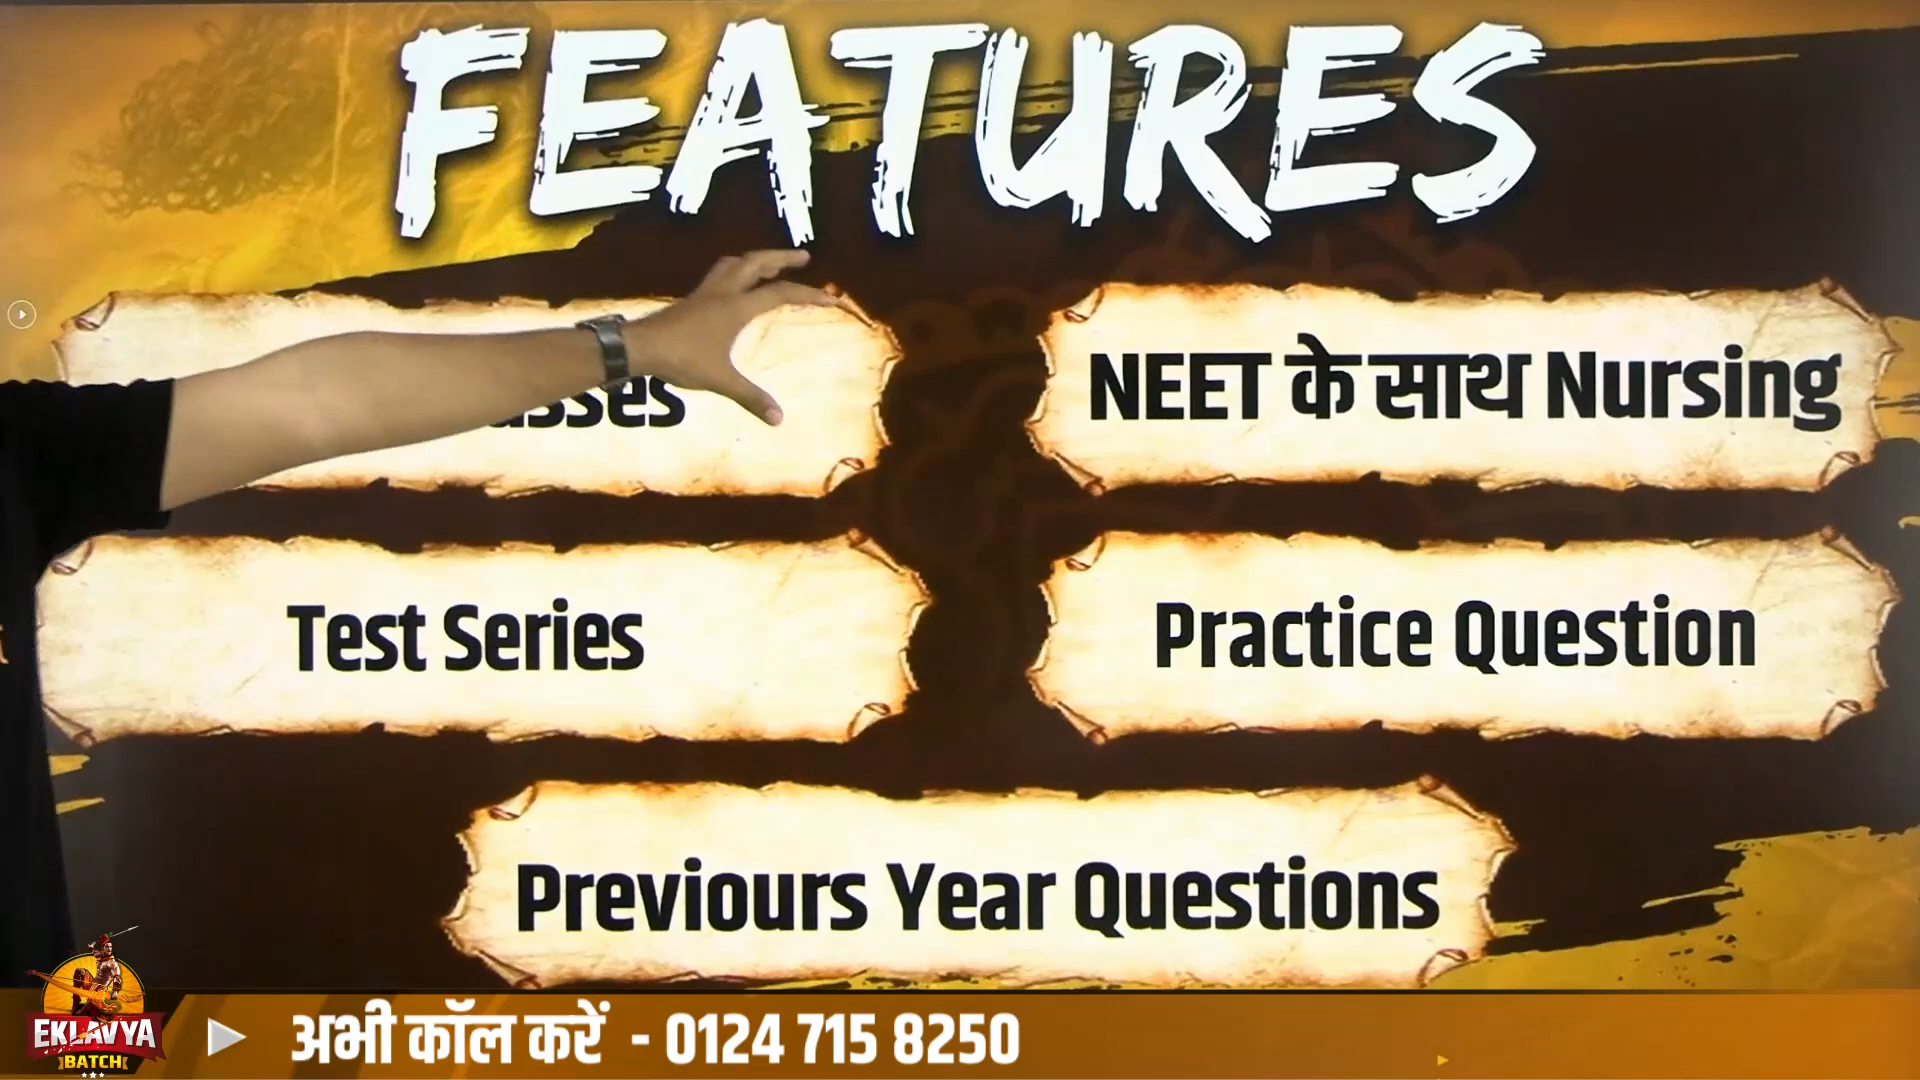 FEATURES
NEET के साथ Nursing
Test Series
Practice Question
Previours Year Questions
EKLAVYA
BATCH
अभी कॉल करें - 0124 715 8250